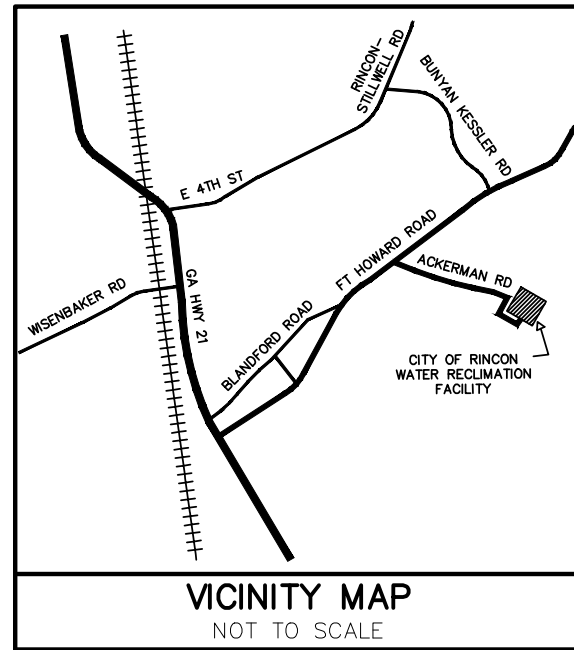 RINCON-
STILLWELL RD
BUNYAN KESSLER RD
E 4TH ST
FT HOWARD ROAD
ACKERMAN RD
WISENBAKER RD
GA HWY 21
BLANDFORD ROAD
CITY OF RINCON
WATER RECLIMATION
FACILITY
VICINITY MAP
NOT TO SCALE